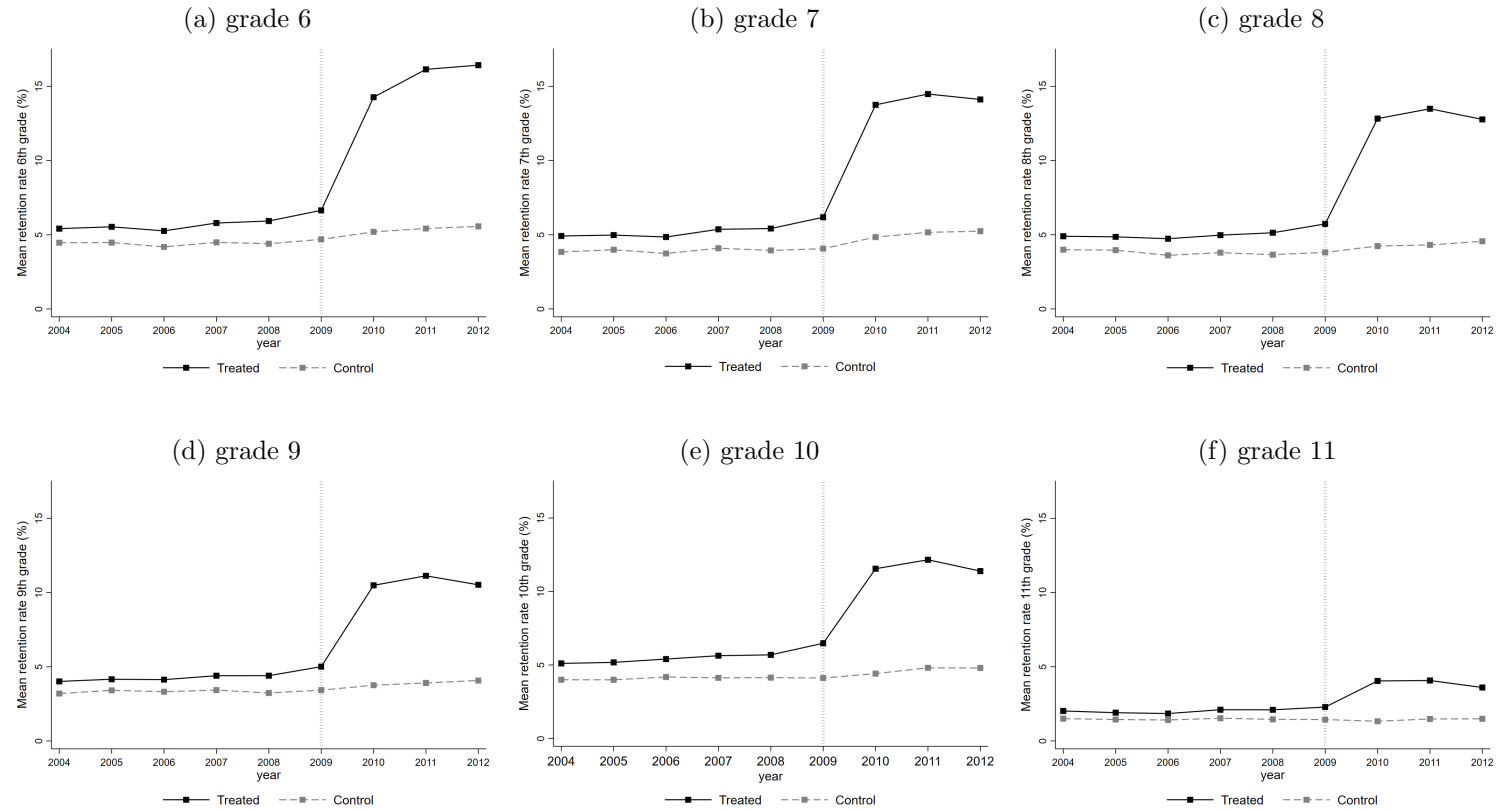 (a) grade 6
Mean retention rate 6th grade (%)
15
10
5
0
2004 2005 2006 2007 2008 2009 2010 2011 2012
year
Treated Control
(b) grade 7
Mean retention rate 7th grade (%)
15
10
5
0
2004 2005 2006 2007 2008 2009 2010 2011 2012
year
Treated Control
(c) grade 8
Mean retention rate 8th grade (%)
15
10
5
0
2004 2005 2006 2007 2008 2009 2010 2011 2012
year
Treated Control
(d) grade 9
Mean retention rate 9th grade (%)
15
10
5
0
2004 2005 2006 2007 2008 2009 2010 2011 2012
year
Treated Control
(e) grade 10
Mean retention rate 10th grade (%)
15
10
5
0
2004 2005 2006 2007 2008 2009 2010 2011 2012
year
Treated Control
(f) grade 11
Mean retention rate 11th grade (%)
15
10
5
0
2004 2005 2006 2007 2008 2009 2010 2011 2012
year
Treated Control